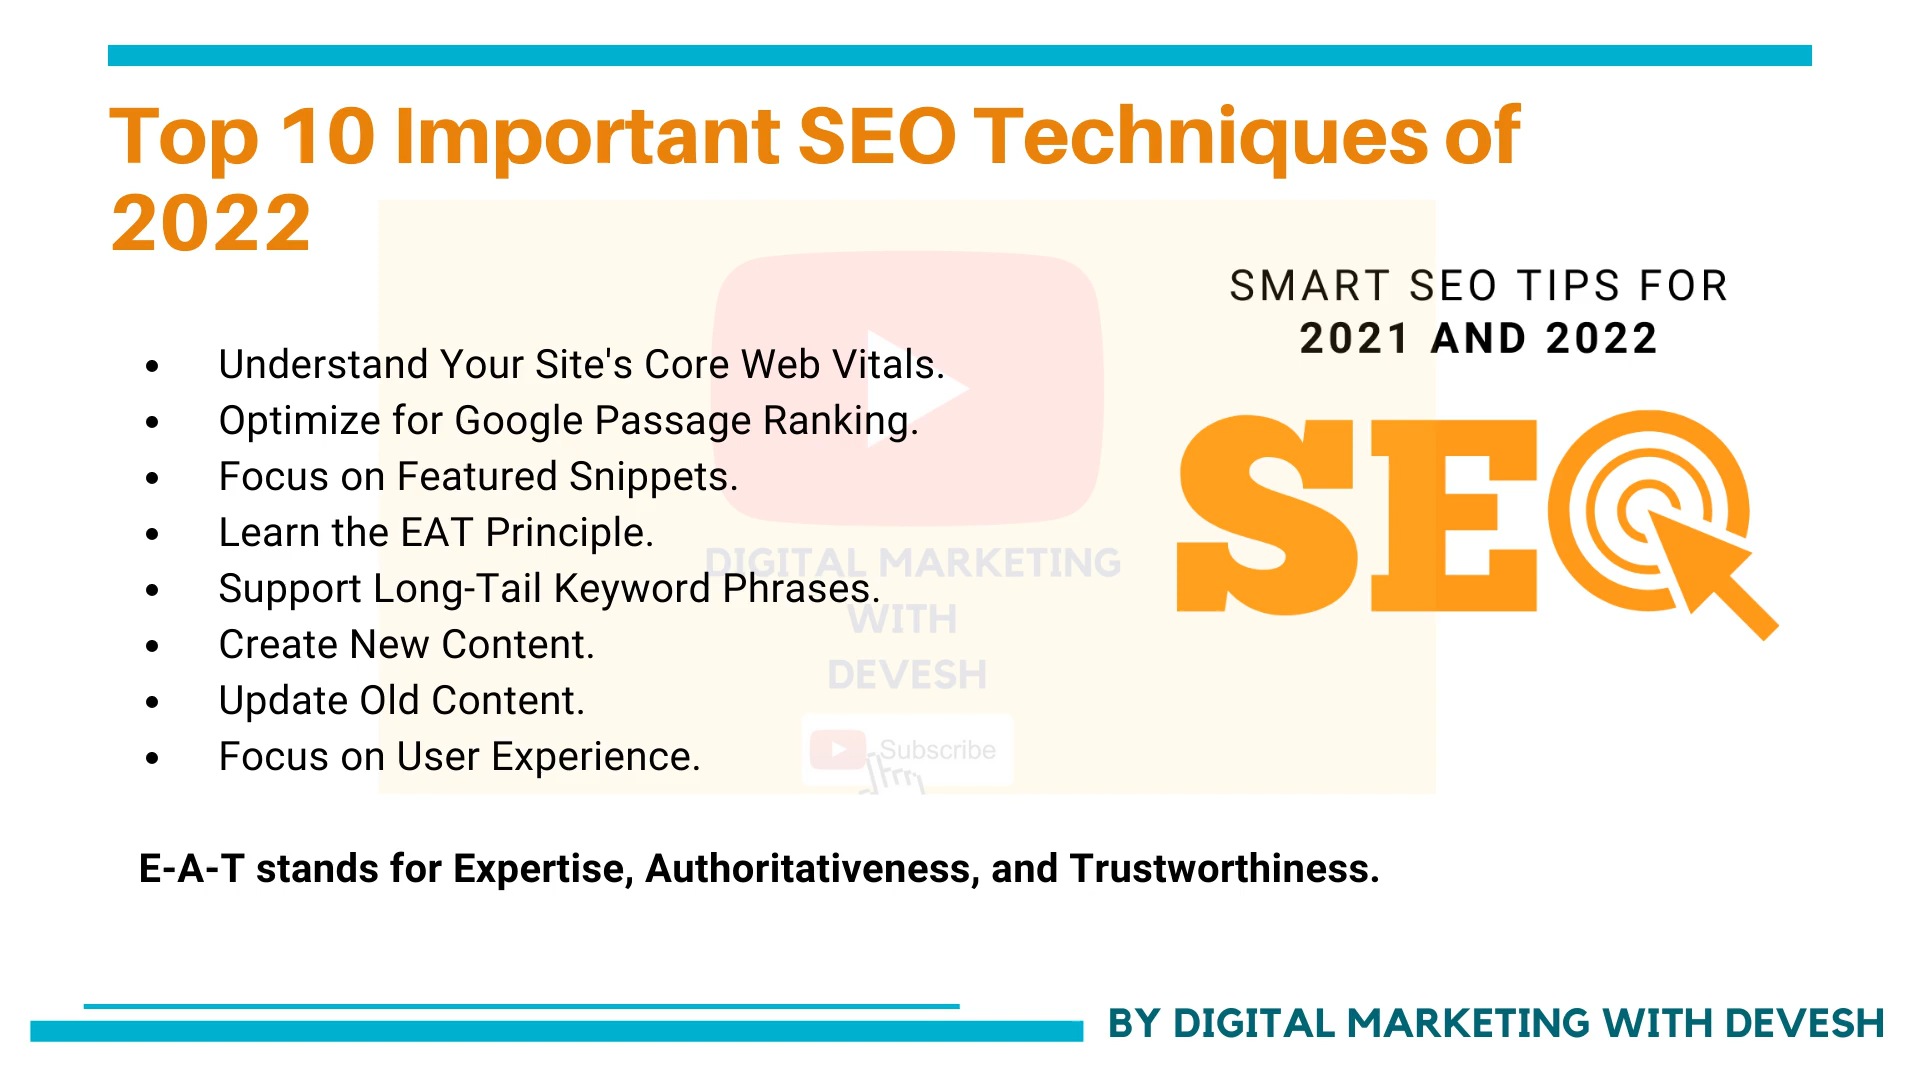 Top 10 Important SEO Techniques of
2022
SMART SEO TIPS FOR
2021 AND 2022
• Understand Your Site's Core Web Vitals.
• Optimize for Google Passage Ranking.
• Focus on Featured Snippets.
• Learn the EAT Principle.
• Support Long-Tail Keyword Phrases.
• Create New Content.
• Update Old Content.
• Focus on User Experience.
SEO
DIGITAL MARKETING
WITH
DEVESH
Subscribe
E-A-T stands for Expertise, Authoritativeness, and Trustworthiness.
BY DIGITAL MARKETING WITH DEVESH